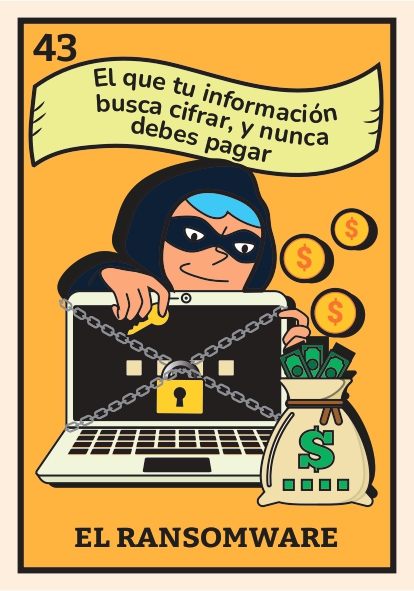 43
El que tu información
busca cifrar, y nunca
debes pagar
$
$
$
$
EL RANSOMWARE